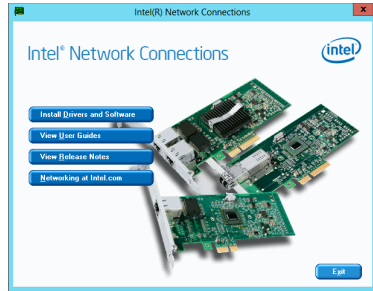 Intel(R) Network Connections
x
Intel® Network Connections
intel
Install Drivers and Software
View User Guides
View Release Notes
Networking at Intel.com
Exit